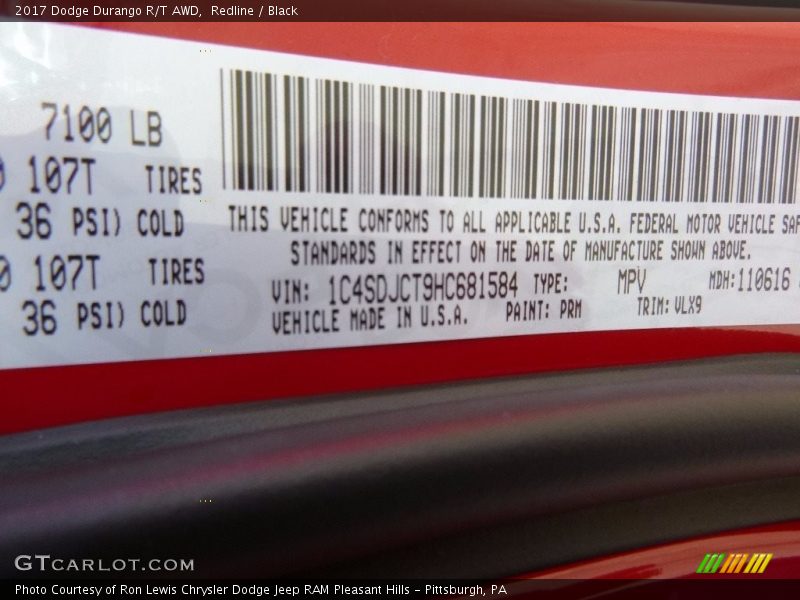 2017 Dodge Durango R/T AWD,  Redline / Black
7100 LB
107T TIRES
36 PSI) COLD
107T TIRES
36 PSI) COLD
THIS VEHICLE CONFORMS TO ALL APPLICABLE U.S.A. FEDERAL MOTOR VEHICLE SAF
STANDARDS IN EFFECT ON THE DATE OF MANUFACTURE SHOWN ABOVE.
VIN: 1C4SDJCT9HC681584 TYPE: MPV MDH:110616
VEHICLE MADE IN U.S.A. PAINT: PRM TRIM: VLX9
GTCARLOT.COM
Photo Courtesy of Ron Lewis Chrysler Dodge Jeep RAM Pleasant Hills - Pittsburgh, PA